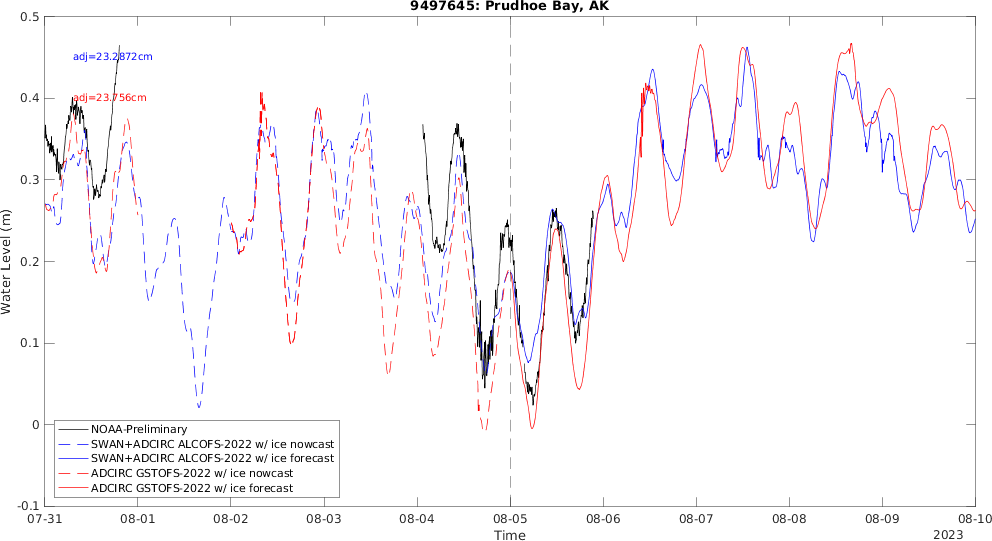 9497645: Prudhoe Bay, AK
0.5
0.4
0.3
0.2
0.1
0
-0.1
Water Level (m)
adj=23.2872cm
adj=23.756cm
NOAA-Preliminary
SWAN+ADCIRC ALCOFS-2022 w/ ice nowcast
SWAN+ADCIRC ALCOFS-2022 w/ ice forecast
ADCIRC GSTOFS-2022 w/ ice nowcast
ADCIRC GSTOFS-2022 w/ ice forecast
07-31 08-01 08-02 08-03 08-04 08-05 08-06 08-07 08-08 08-09 08-10
Time
2023